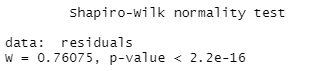 Shapiro-Wilk normality test
data: residuals
W = 0.76075, p-value < 2.2e-16